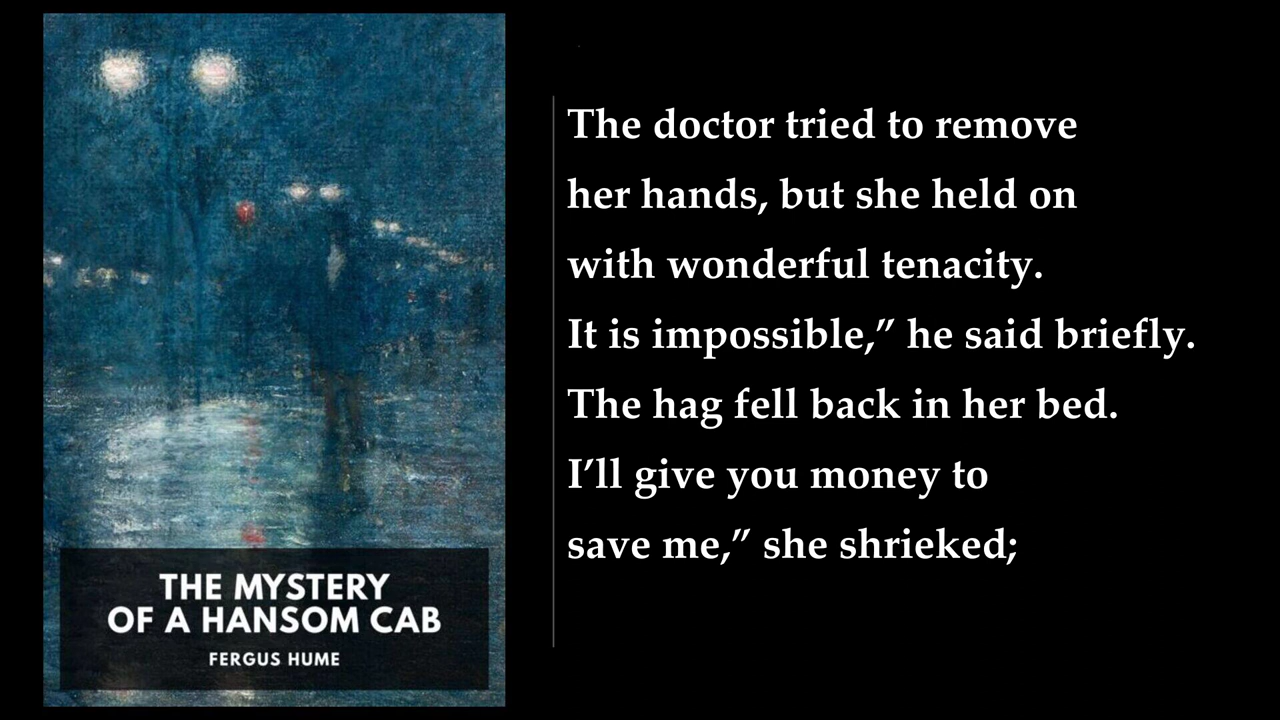 The doctor tried to remove
her hands, but she held on
with wonderful tenacity.
It is impossible,” he said briefly.
The hag fell back in her bed.
I’ll give you money to
save me,” she shrieked;
THE MYSTERY
OF A HANSOM CAB
FERGUS HUME